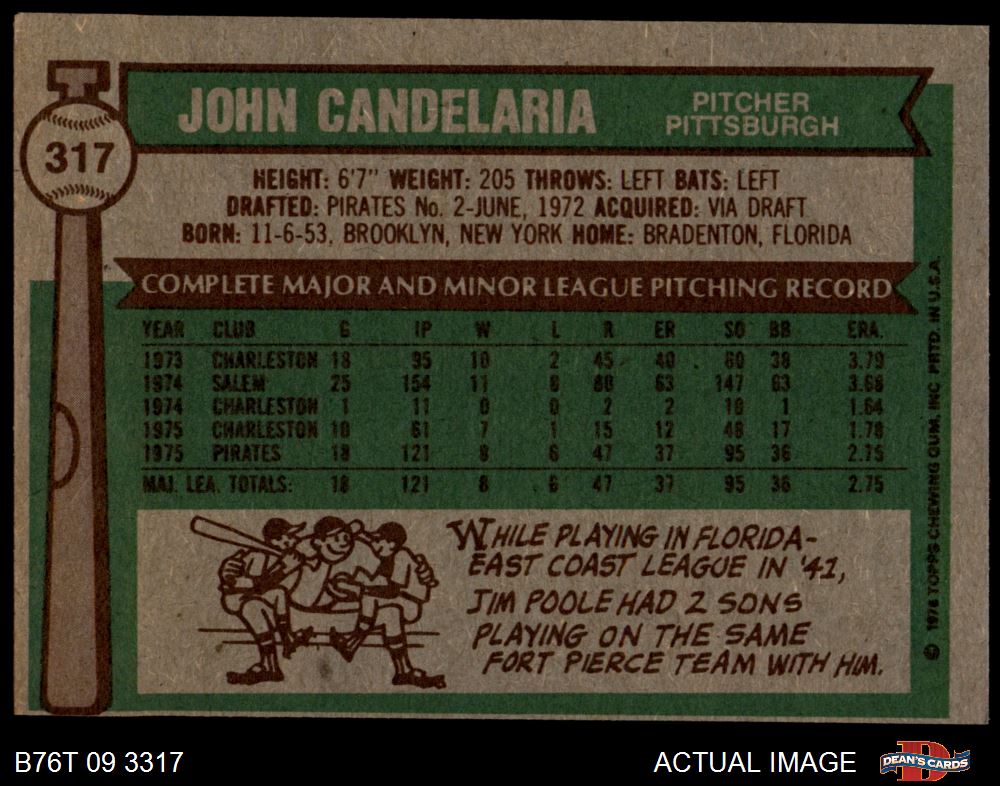 317
JOHN CANDELARIA
PITCHER
PITTSBURGH
HEIGHT: 6'7" WEIGHT: 205 THROWS: LEFT BATS: LEFT
DRAFTED: PIRATES No. 2-JUNE, 1972 ACQUIRED: VIA DRAFT
BORN: 11-6-53, BROOKLYN, NEW YORK HOME: BRADENTON, FLORIDA
COMPLETE MAJOR AND MINOR LEAGUE PITCHING RECORD
YEAR CLUB G IP W L R ER SO BB ERA.
1973 CHARLESTON 18 95 10 2 45 40 60 38 3.79
1974 SALEM 25 154 11 8 80 63 147 63 3.68
1974 CHARLESTON 1 11 0 0 2 2 10 1 1.64
1975 CHARLESTON 10 61 7 1 15 12 48 17 1.78
1975 PIRATES 18 121 8 6 47 37 95 36 2.75
MAJ. LEA. TOTALS: 18 121 8 6 47 37 95 36 2.75
WHILE PLAYING IN FLORIDA-
EAST COAST LEAGUE IN '42,
JIM POOLE HAD 2 SONS
PLAYING ON THE SAME
FORT PIERCE TEAM WITH HIM.
© 1976 TOPPS CHEWING GUM, INC. PRTD. IN U.S.A.
B76T 09 3317
ACTUAL IMAGE
DEAN'S CARDS